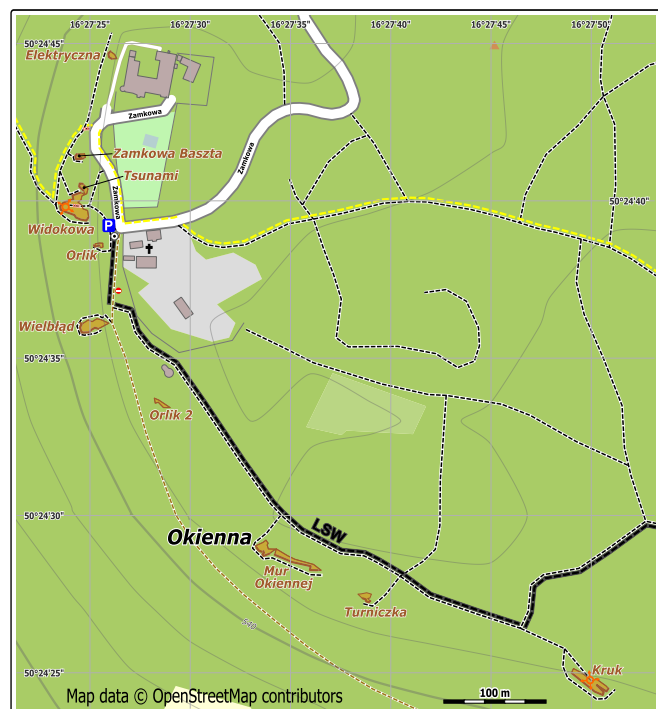 16°27'25" 16°27'30" 16°27'35" 16°27'40" 16°27'45" 16°27'50"
50°24'45"
Elektryczna
Zamkowa
Zamkowa Baszta
Zamkowa
Tsunami
Zamkowa
50°24'40"
Widokowa
P
Orlik
Wielbłąd
50°24'35"
Orlik 2
50°24'30"
LSW
Okienna
Mur
Okiennej
Turniczka
540
Kruk
50°24'25"
Map data © OpenStreetMap contributors
100 m